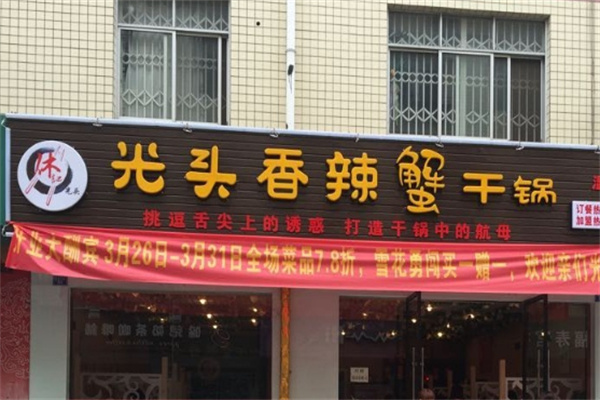 光头香辣蟹干锅
挑逗舌尖上的诱惑 打造干锅中的航母
订餐热
加盟热
业大酬宾 3月26日-3月31日全场菜品7.8折，雪花勇闯买一赠一，欢迎亲们光